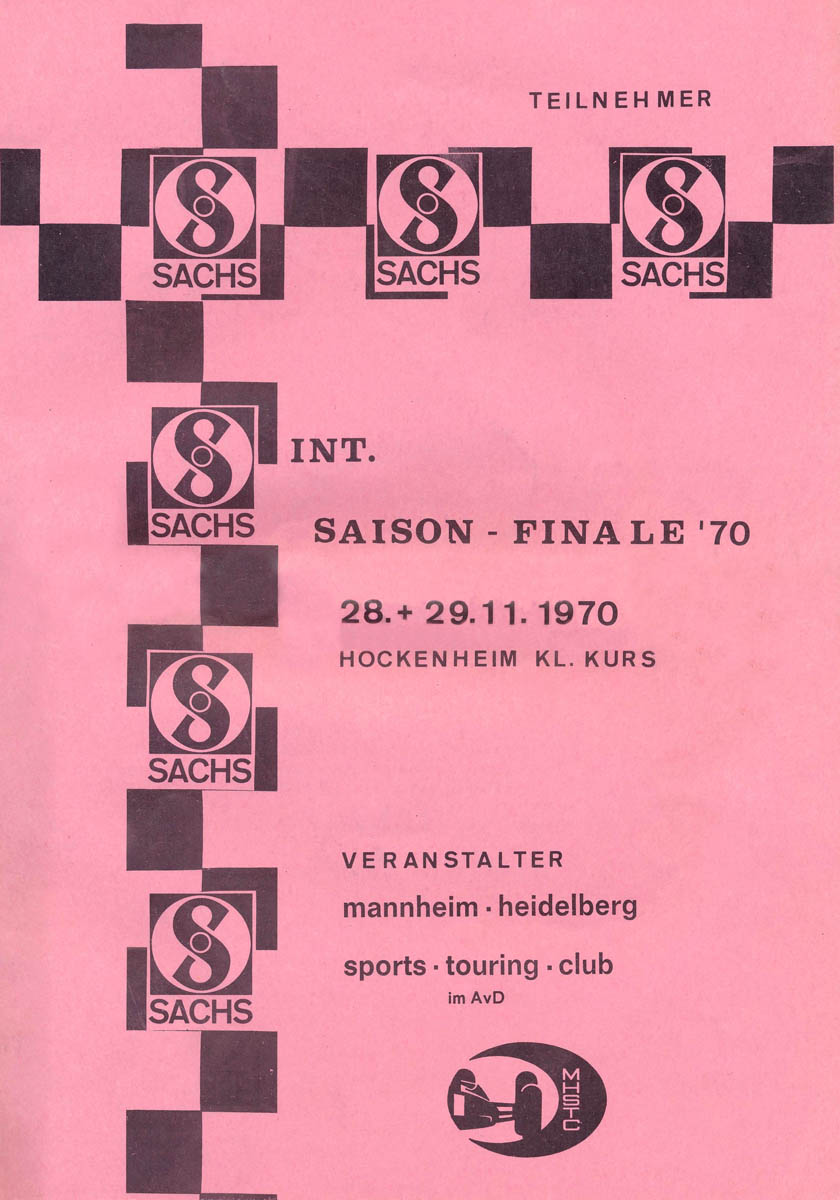 TEILNEHMER
SACHS
SACHS
SACHS
SACHS
INT.
SAISON - FINALE '70
28. + 29.11. 1970
HOCKENHEIM KL. KURS
SACHS
VERANSTALTER
mannheim · heidelberg
sports · touring · club
im AvD
SACHS
MHSTC